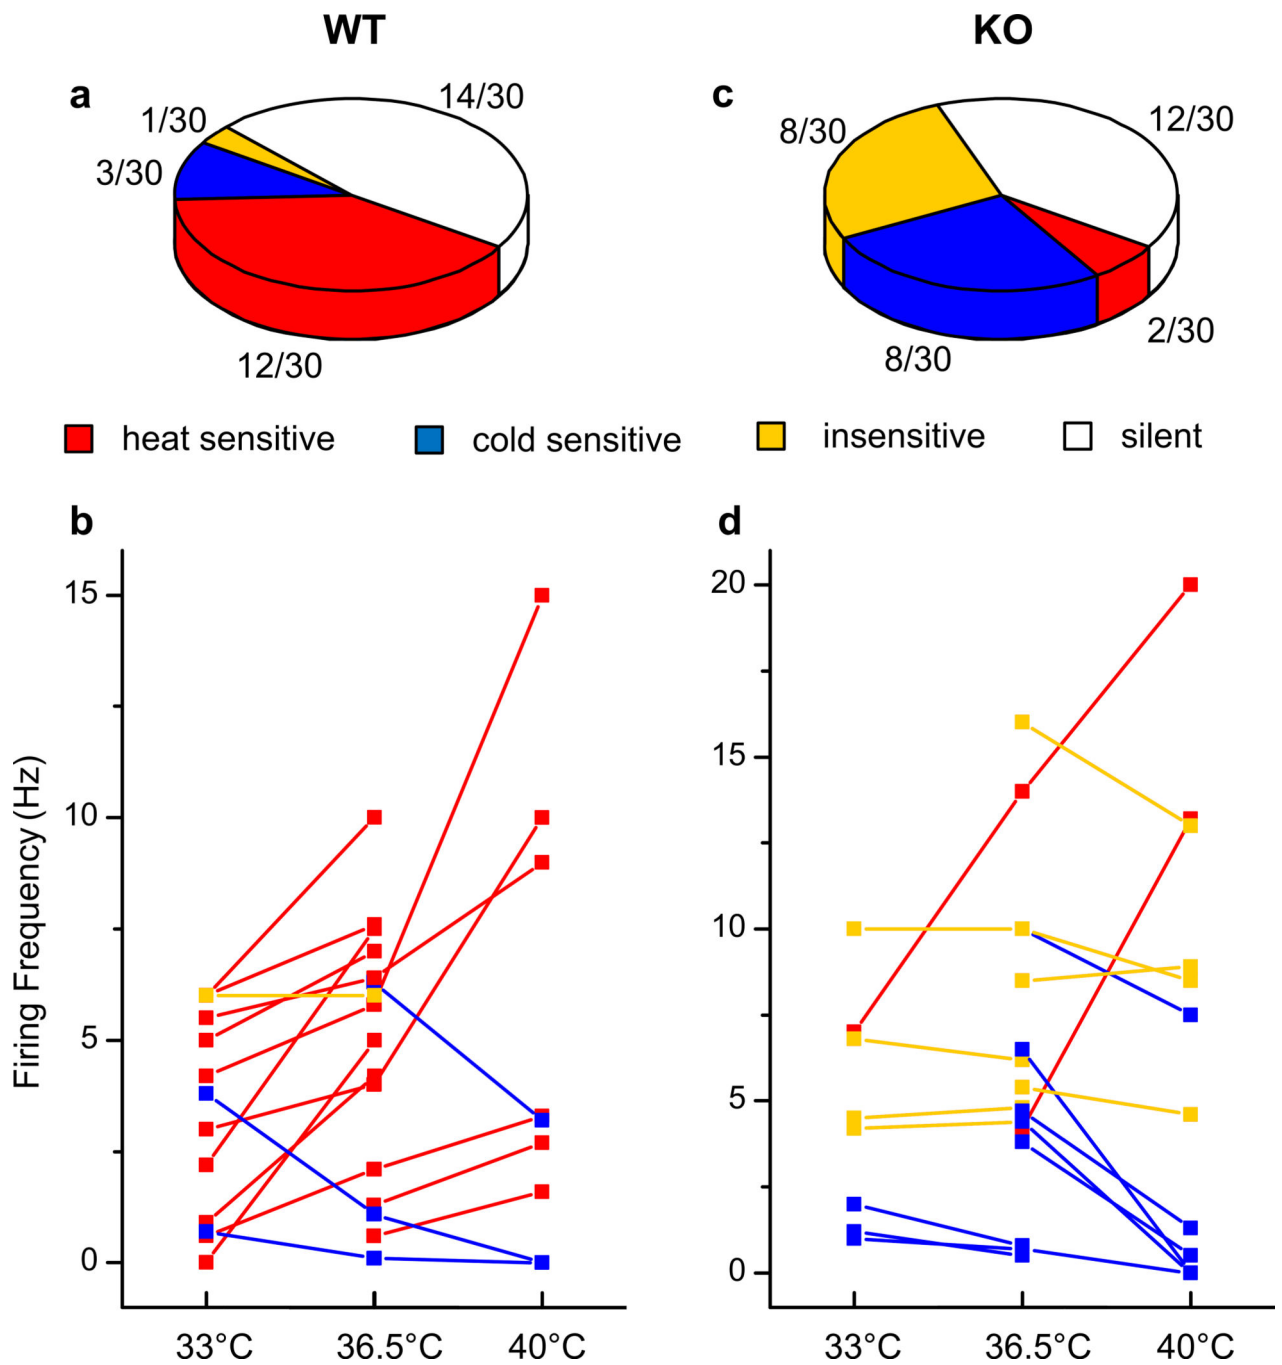 WT
KO
a
14/30
1/30
3/30
12/30
c
8/30
12/30
2/30
8/30
heat sensitive
cold sensitive
insensitive
silent
b
15
10
5
0
Firing Frequency (Hz)
33°C
36.5°C
40°C
d
20
15
10
5
0
33°C
36.5°C
40°C